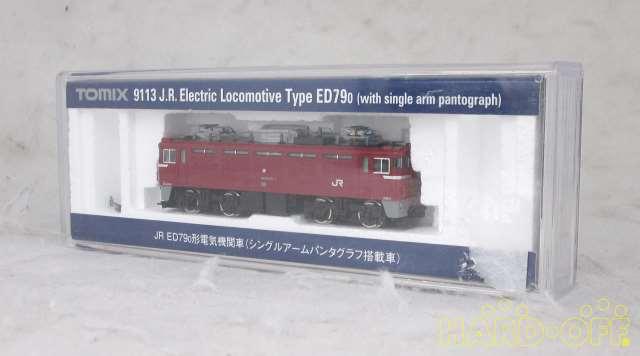 TOMIX 9113 J.R. Electric Locomotive Type ED790 (with single arm pantograph)
JR
JR ED790形電気機関車(シングルアームパンタグラフ搭載車)
HARD-OFF